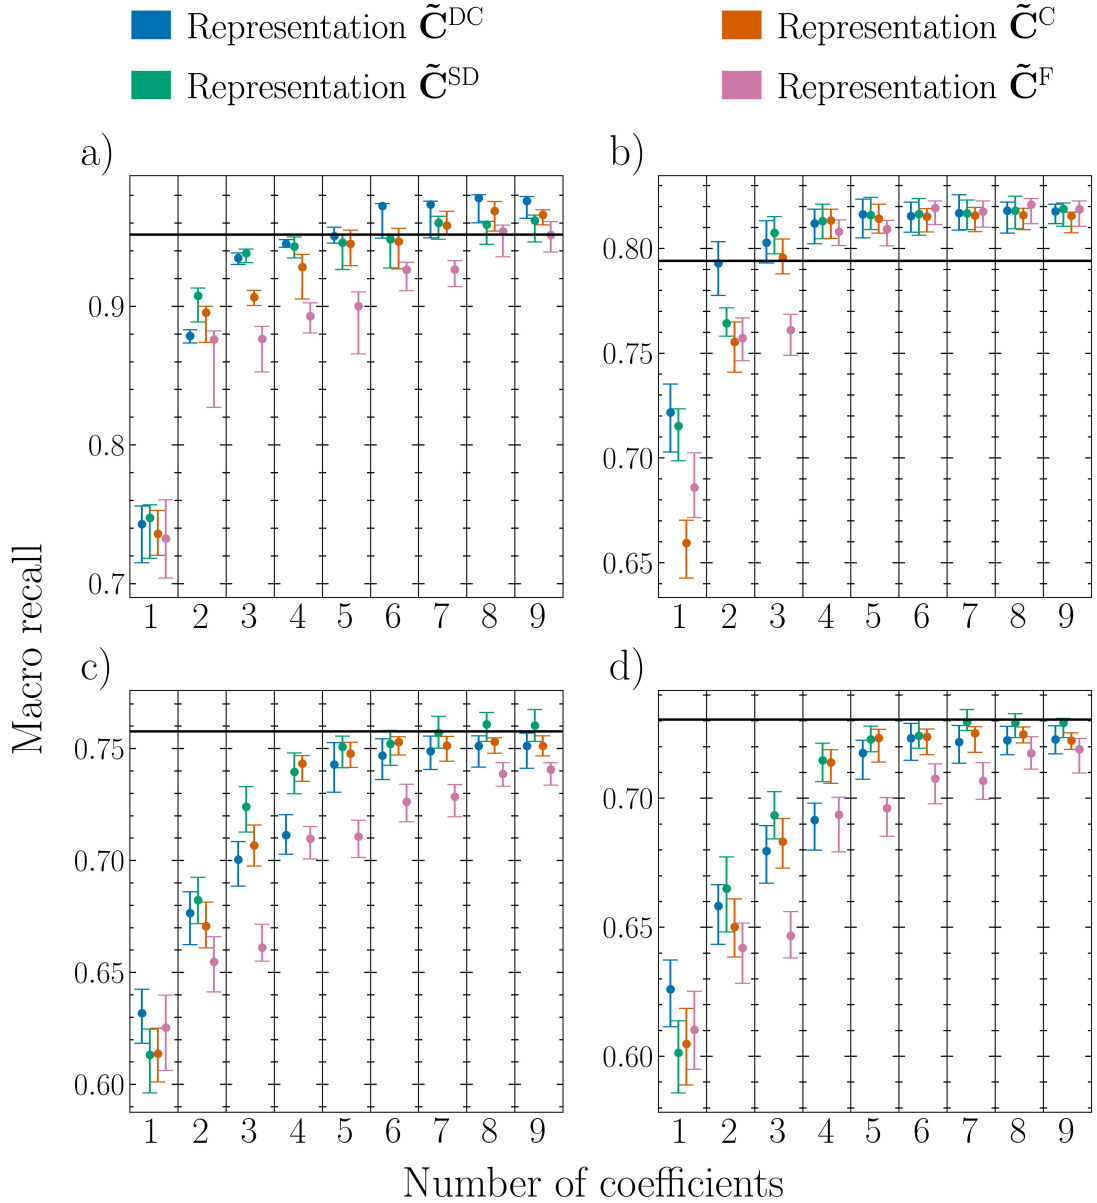 Representation C̃^DC
Representation C̃^C
Representation C̃^SD
Representation C̃^F
a)
b)
0.9
0.8
0.7
0.80
0.75
0.70
0.65
1 2 3 4 5 6 7 8 9
1 2 3 4 5 6 7 8 9
Macro recall
c)
d)
0.75
0.70
0.65
0.60
0.70
0.65
0.60
1 2 3 4 5 6 7 8 9
1 2 3 4 5 6 7 8 9
Number of coefficients